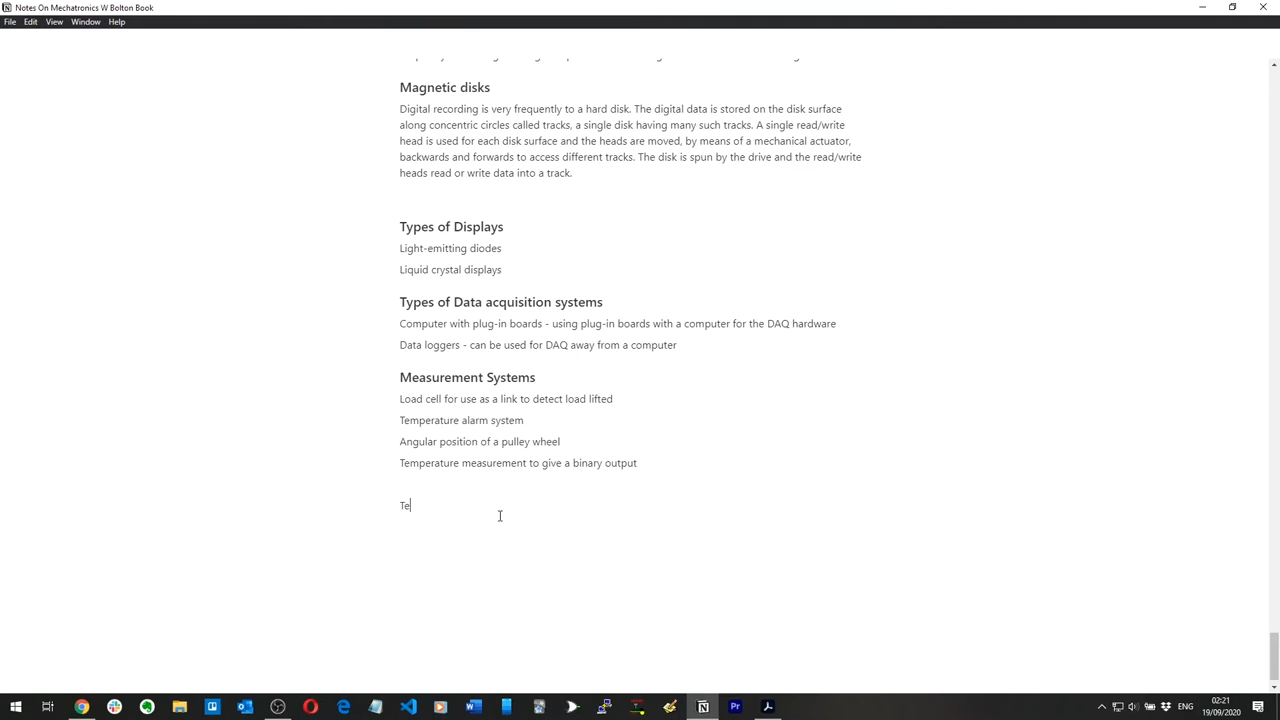 Notes On Mechatronics W Bolton Book
File Edit View Window Help
Magnetic disks
Digital recording is very frequently to a hard disk. The digital data is stored on the disk surface
along concentric circles called tracks, a single disk having many such tracks. A single read/write
head is used for each disk surface and the heads are moved, by means of a mechanical actuator,
backwards and forwards to access different tracks. The disk is spun by the drive and the read/write
heads read or write data into a track.
Types of Displays
Light-emitting diodes
Liquid crystal displays
Types of Data acquisition systems
Computer with plug-in boards - using plug-in boards with a computer for the DAQ hardware
Data loggers - can be used for DAQ away from a computer
Measurement Systems
Load cell for use as a link to detect load lifted
Temperature alarm system
Angular position of a pulley wheel
Temperature measurement to give a binary output
Te
ENG
02:21
19/09/2020